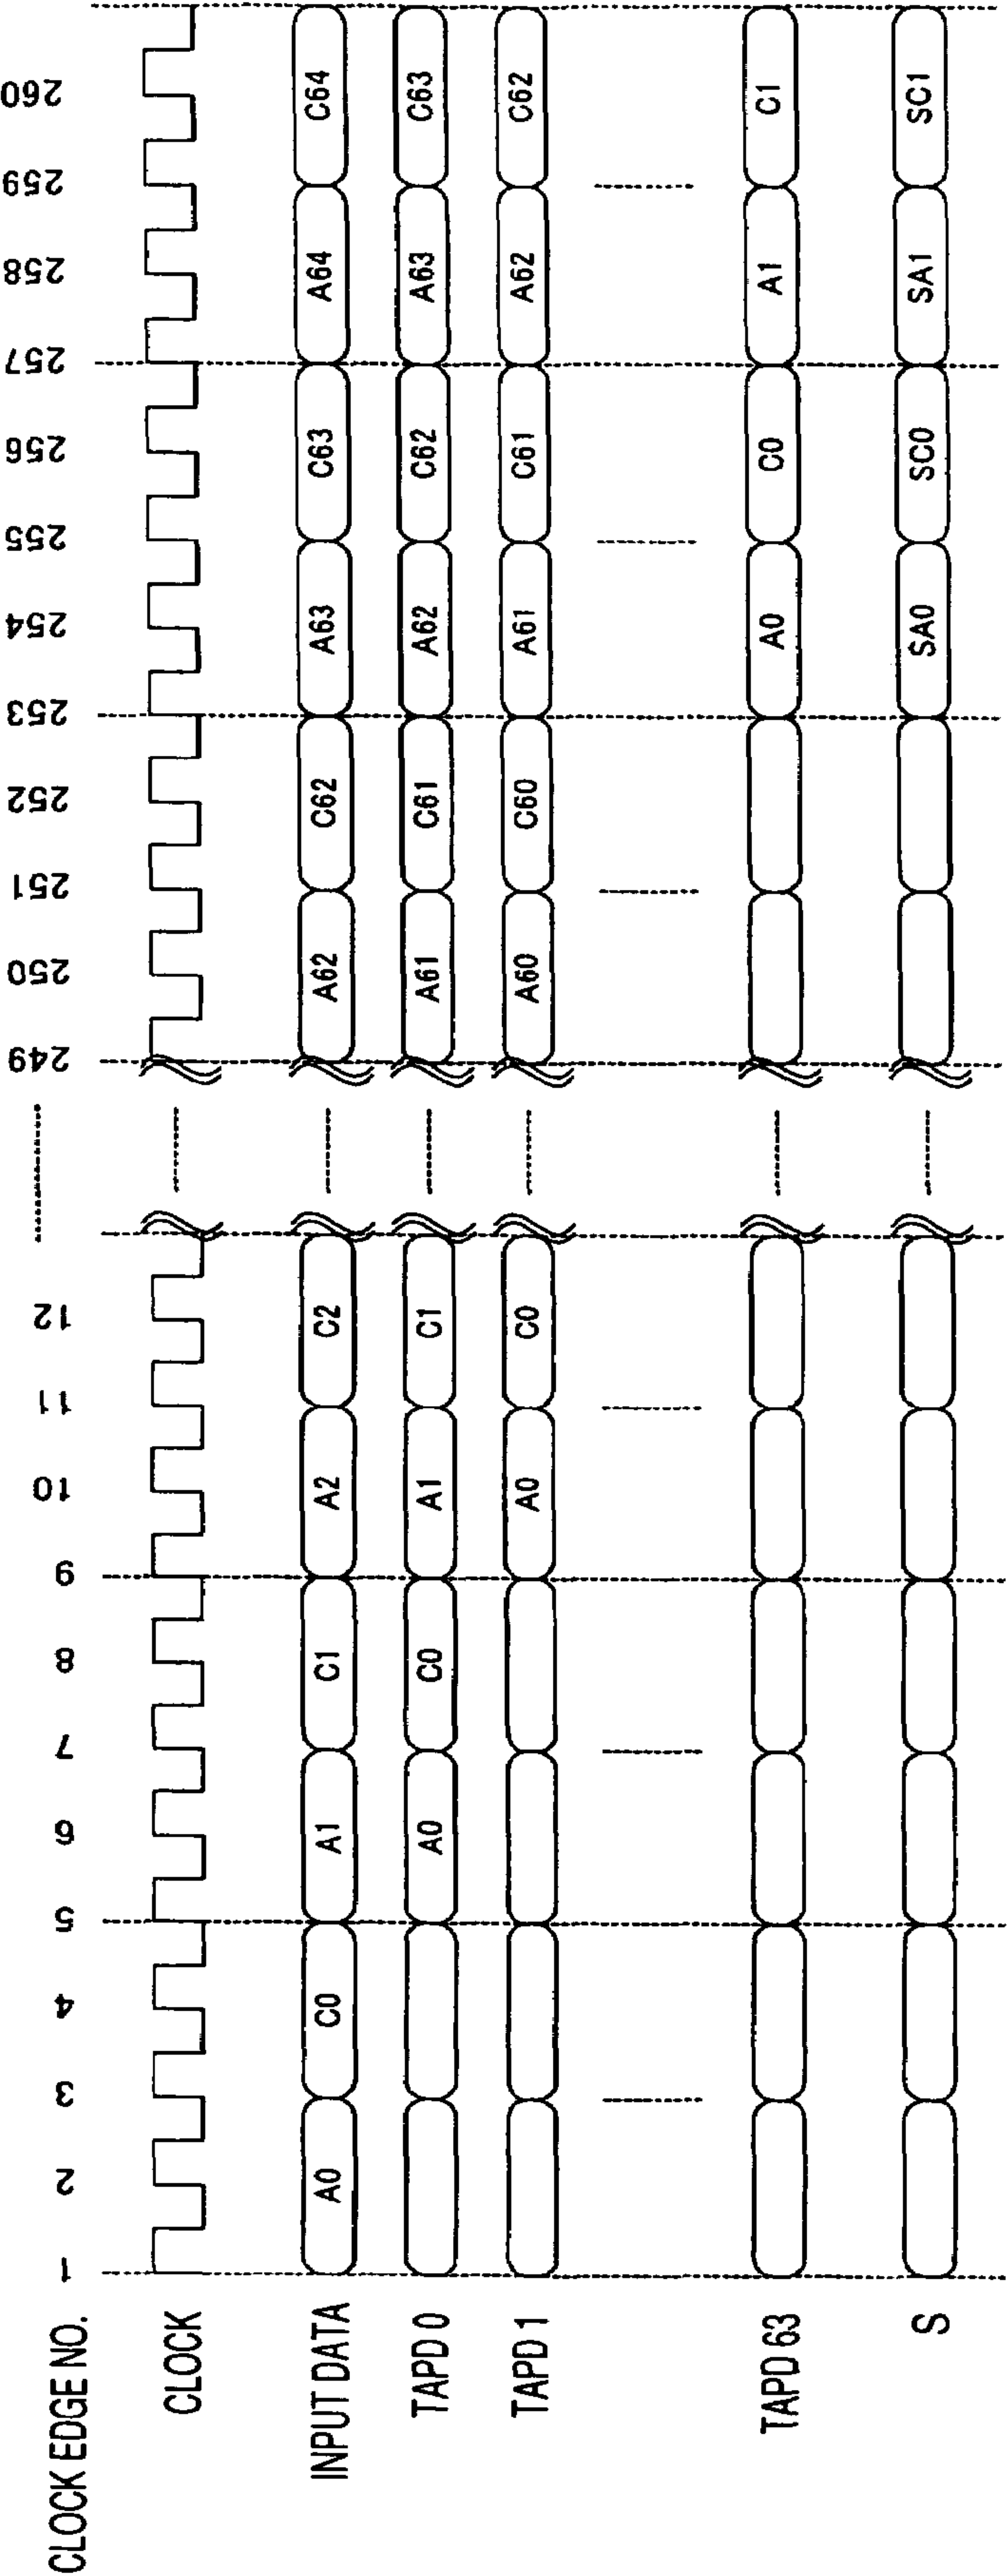 CLOCK EDGE NO. 1 2 3 4 5 6 7 8 9 10 11 12 249 250 251 252 253 254 255 256 257 258 259 260
CLOCK
INPUT DATA A0 C0 A1 C1 A2 C2 A62 C62 A63 C63 A64 C64
TAPD 0 A0 C0 A1 C1 A61 C61 A62 C62 A63 C63
TAPD 1 A0 C0 A60 C60 A61 C61 A62 C62
TAPD 63 A0 C0 A1 C1
S SA0 SC0 SA1 SC1